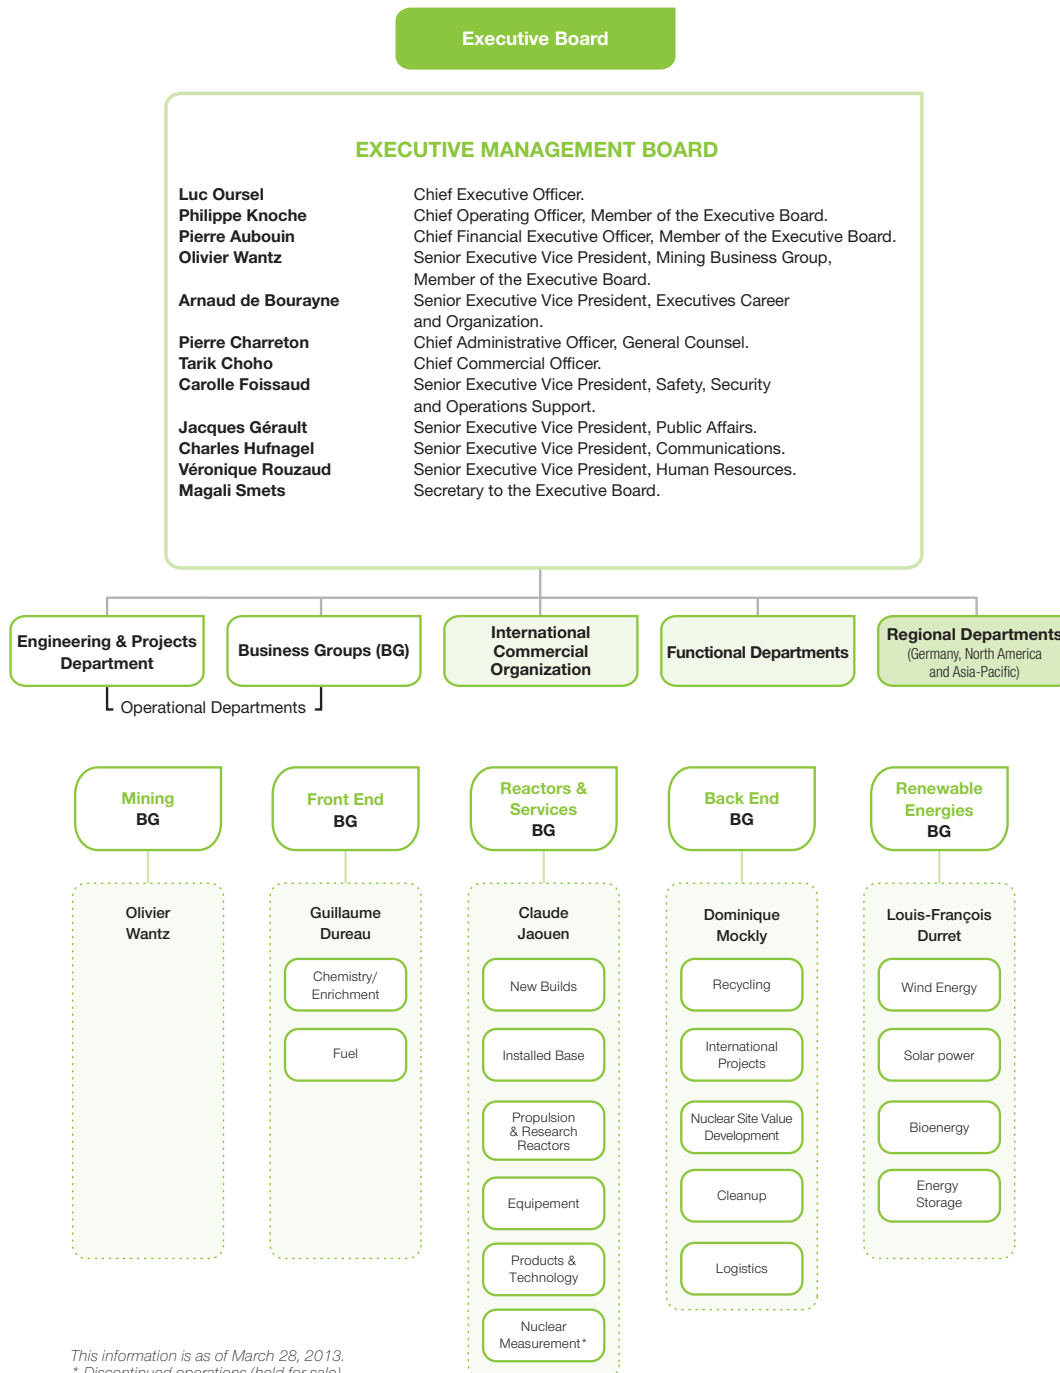 Executive Board
EXECUTIVE MANAGEMENT BOARD
Luc Oursel Chief Executive Officer.
Philippe Knoche Chief Operating Officer, Member of the Executive Board.
Pierre Aubouin Chief Financial Executive Officer, Member of the Executive Board.
Olivier Wantz Senior Executive Vice President, Mining Business Group,
Member of the Executive Board.
Arnaud de Bourayne Senior Executive Vice President, Executives Career
and Organization.
Pierre Charreton Chief Administrative Officer, General Counsel.
Tarik Choho Chief Commercial Officer.
Carolle Foissaud Senior Executive Vice President, Safety, Security
and Operations Support.
Jacques Gérault Senior Executive Vice President, Public Affairs.
Charles Hufnagel Senior Executive Vice President, Communications.
Véronique Rouzaud Senior Executive Vice President, Human Resources.
Magali Smets Secretary to the Executive Board.
Engineering & Projects
Department
Business Groups (BG)
International
Commercial
Organization
Functional Departments
Regional Departments
(Germany, North America
and Asia-Pacific)
Operational Departments
Mining
BG
Olivier
Wantz
Front End
BG
Guillaume
Dureau
Chemistry/
Enrichment
Fuel
Reactors &
Services
BG
Claude
Jaouen
New Builds
Installed Base
Propulsion
& Research
Reactors
Equipement
Products &
Technology
Nuclear
Measurement*
Back End
BG
Dominique
Mockly
Recycling
International
Projects
Nuclear Site Value
Development
Cleanup
Logistics
Renewable
Energies
BG
Louis-François
Durret
Wind Energy
Solar power
Bioenergy
Energy
Storage
This information is as of March 28, 2013.
* Discontinued operations (held for sale)